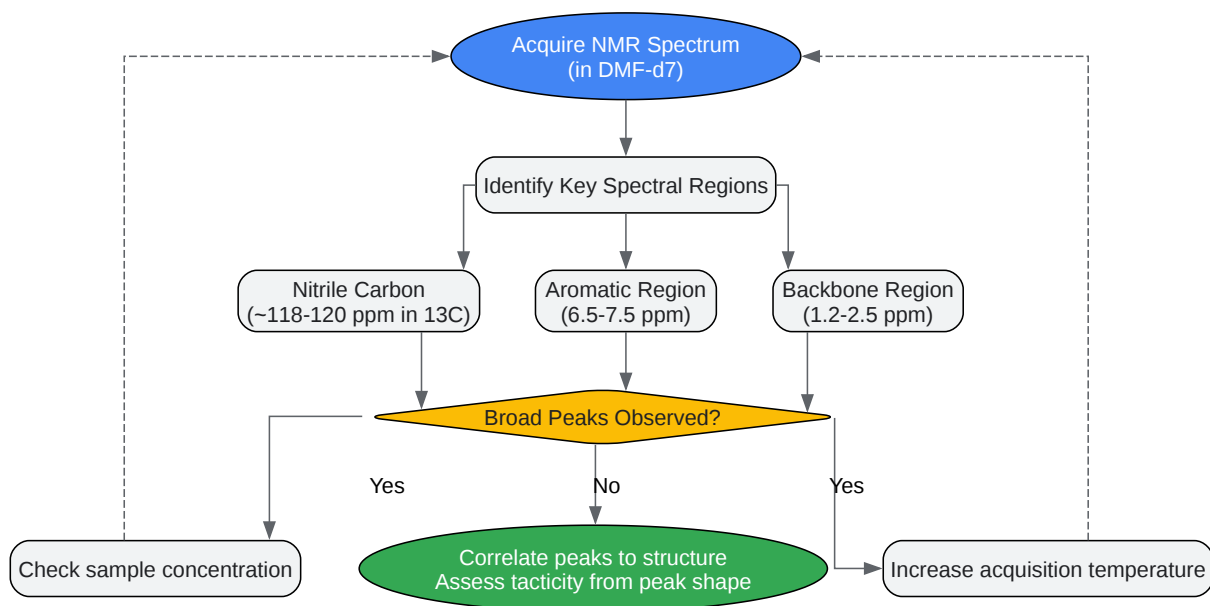 Acquire NMR Spectrum
(in DMF-d7)
Identify Key Spectral Regions
Nitrile Carbon
(~118-120 ppm in 13C)
Aromatic Region
(6.5-7.5 ppm)
Backbone Region
(1.2-2.5 ppm)
Broad Peaks Observed?
Yes
No
Yes
Check sample concentration
Correlate peaks to structure
Assess tacticity from peak shape
Increase acquisition temperature